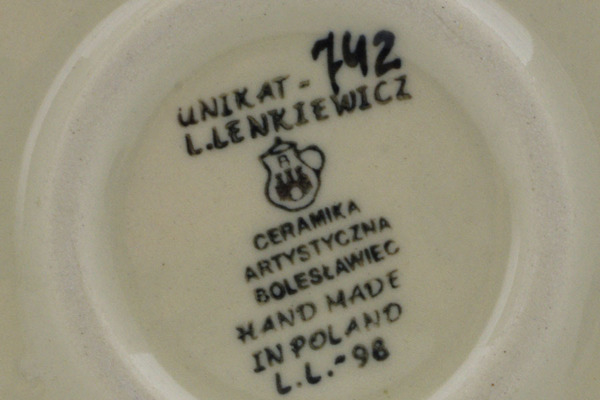 UNIKAT - 742
L.LENKIEWICZ
A
CERAMIKA
ARTYSTYCZNA
BOLESŁAWIEC
HAND MADE
IN POLAND
L.L.-98